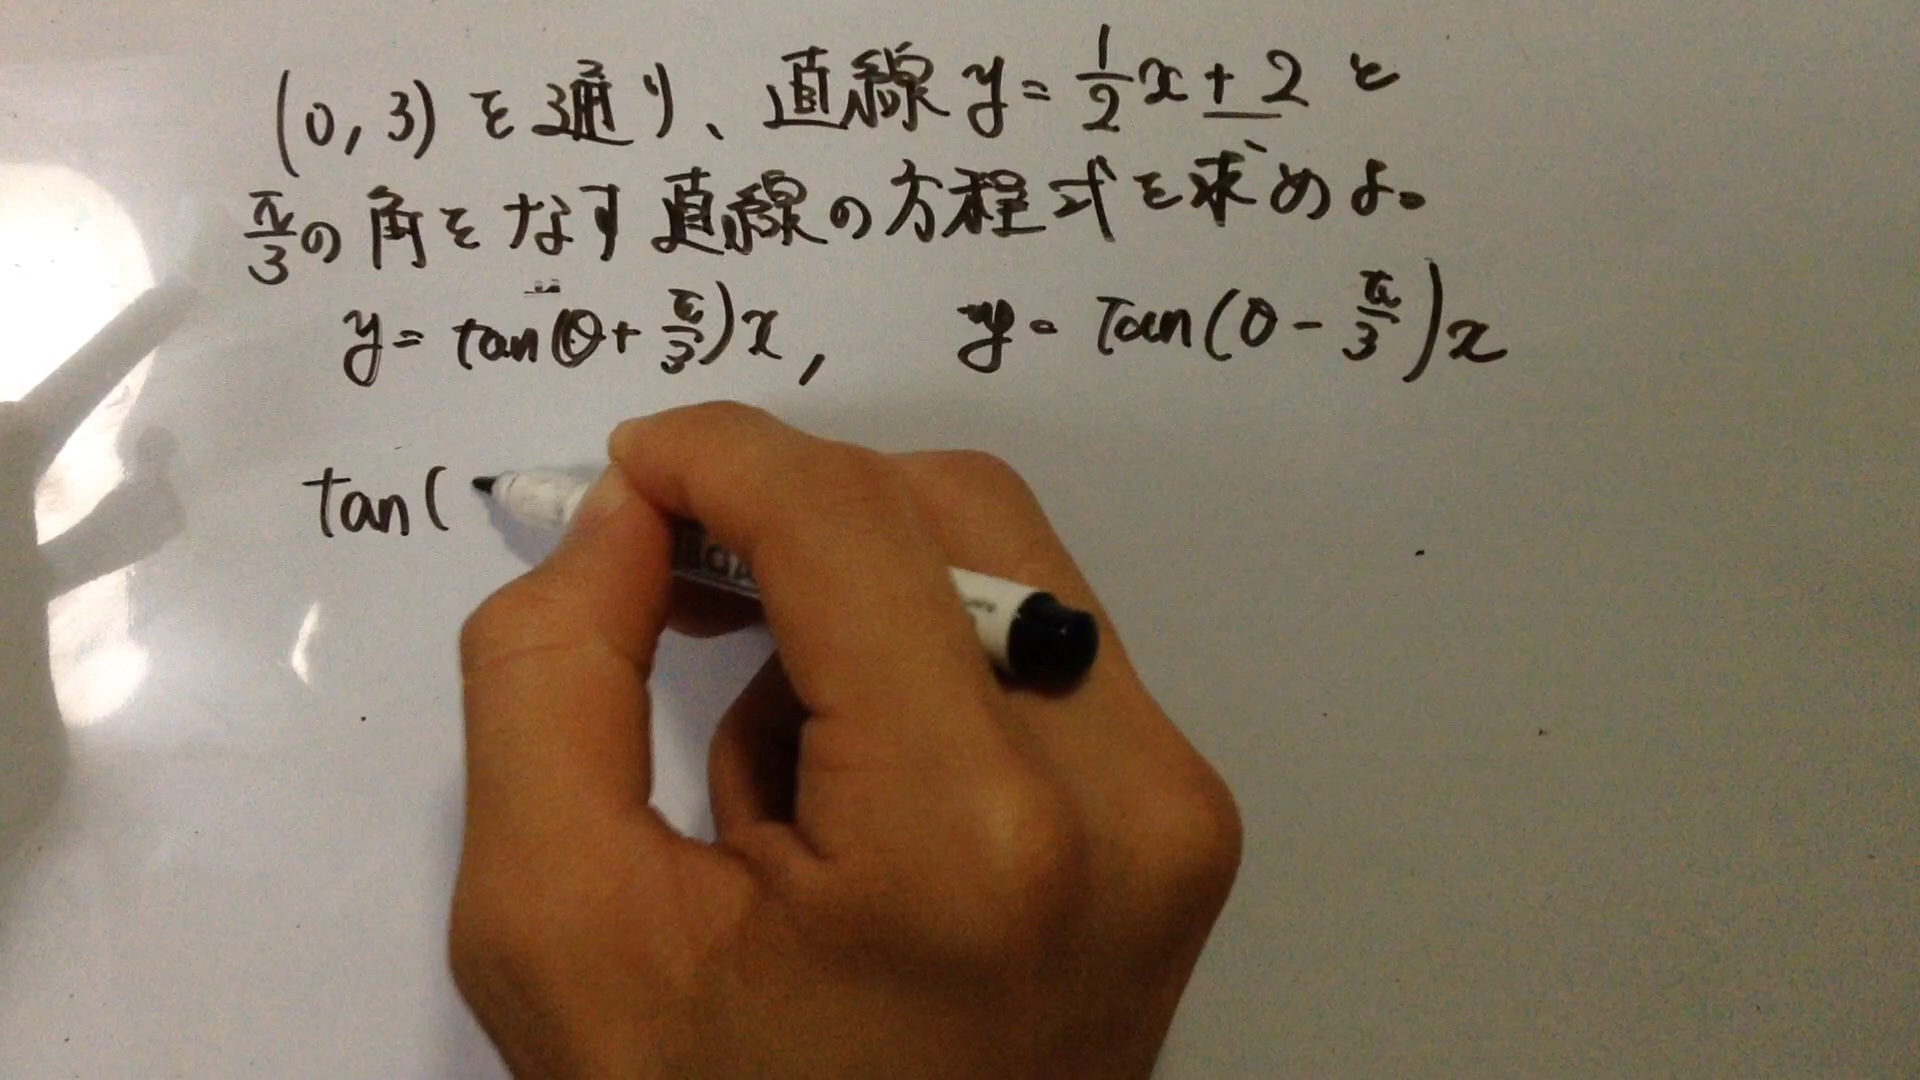 (0, 3) を通り、直線 y = 1/2 x + 2 と
π/3 の角をなす直線の方程式を求めよ。
y = tan(θ + π/3)x, y = tan(θ - π/3)x
tan(